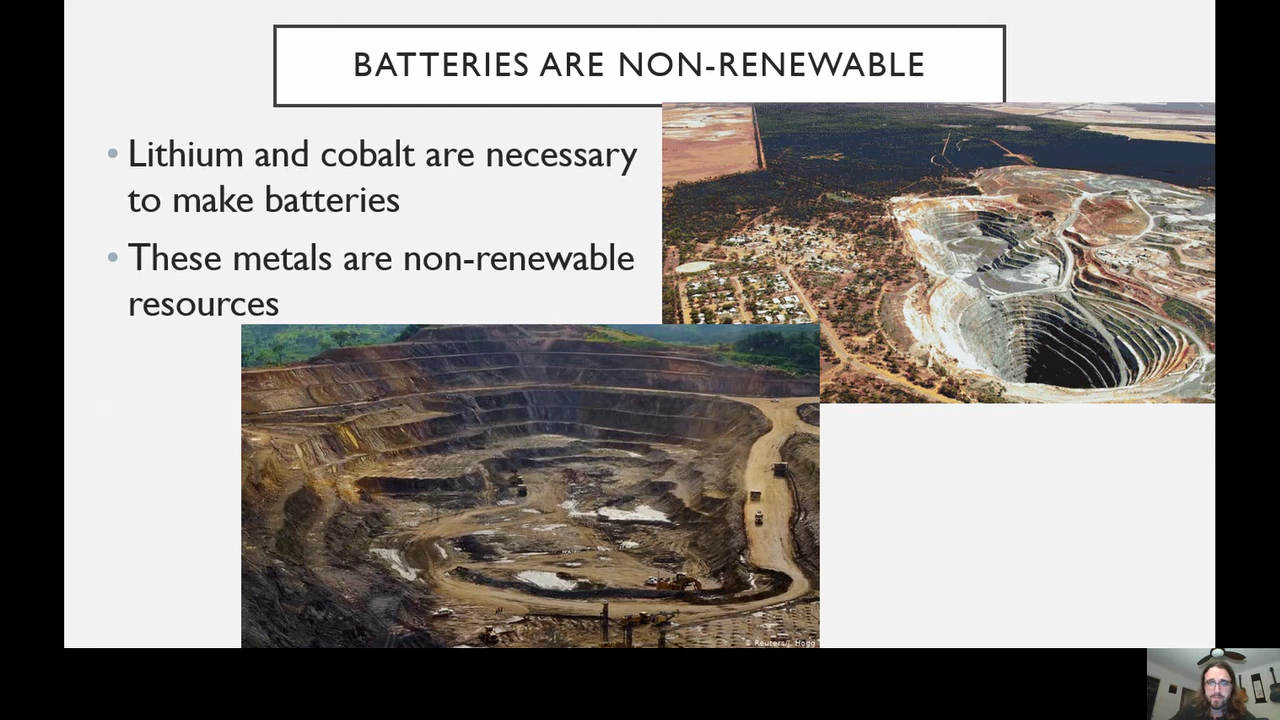 BATTERIES ARE NON-RENEWABLE
• Lithium and cobalt are necessary
to make batteries
• These metals are non-renewable
resources
© Reuters/J. Hogg